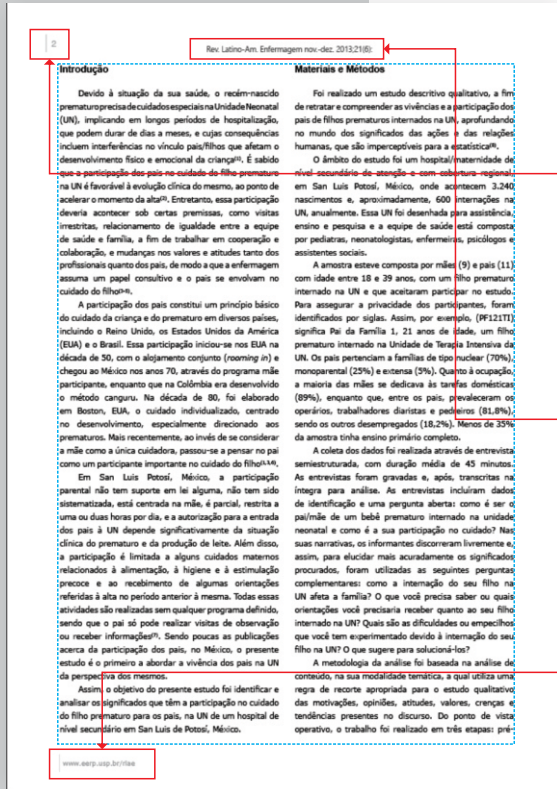 2
Rev. Latino-Am. Enfermagem nov.-dez. 2013;21(6):
Introdução
Devido à situação da sua saúde, o recém-nascido
prematuro precisa de cuidados especiais na Unidade Neonatal
(UN), implicando em longos períodos de hospitalização,
que podem durar de dias a meses, e cujas consequências
incluem interferências no vínculo pais/filhos que afetam o
desenvolvimento físico e emocional da criança(1). É sabido
que a participação dos pais no cuidado do filho prematuro
na UN é favorável à evolução clínica do mesmo, ao ponto de
acelerar o momento da alta(2). Entretanto, essa participação
deveria acontecer sob certas premissas, como visitas
irrestritas, relacionamento de igualdade entre a equipe
de saúde e família, a fim de trabalhar em cooperação e
colaboração, e mudanças nos valores e atitudes tanto dos
profissionais quanto dos pais, de modo a que a enfermagem
assuma um papel consultivo e o pais se envolvam no
cuidado do filho(3-5).
A participação dos pais constitui um princípio básico
do cuidado da criança e do prematuro em diversos países,
incluindo o Reino Unido, os Estados Unidos da América
(EUA) e o Brasil. Essa participação iniciou-se nos EUA na
década de 50, com o alojamento conjunto (rooming in) e
chegou ao México nos anos 70, através do programa mãe
participante, enquanto que na Colômbia era desenvolvido
o método canguru. Na década de 80, foi elaborado
em Boston, EUA, o cuidado individualizado, centrado
no desenvolvimento, especialmente direcionado aos
prematuros. Mais recentemente, ao invés de se considerar
a mãe como a única cuidadora, passou-se a pensar no pai
como um participante importante no cuidado do filho
Em San Luis Potosí, México, a participação
parental não tem suporte em lei alguma, não tem sido
sistematizada, está centrada na mãe, é parcial, restrita a
uma ou duas horas por dia, e a autorização para a entrada
dos pais à UN depende significativamente da situação
clínica do prematuro e da produção de leite. Além disso,
a participação é limitada a alguns cuidados maternos
relacionados à alimentação, à higiene e à estimulação
precoce e ao recebimento de algumas orientações
referidas à alta no período anterior à mesma. Todas essas
atividades são realizadas sem qualquer programa definido,
sendo que o pai só pode realizar visitas de observação
ou receber informações(7). Sendo poucas as publicações
acerca da participação dos pais, no México, o presente
estudo é o primeiro a abordar a vivência dos pais na UN
da perspectiva dos mesmos.
Assim, o objetivo do presente estudo foi identificar e
analisar os significados que têm a participação no cuidado
do filho prematuro para os pais, na UN de um hospital de
nível secundário em San Luis de Potosí, México.
Materiais e Métodos
Foi realizado um estudo descritivo qualitativo, a fim
de retratar e compreender as vivências e a participação dos
pais de filhos prematuros internados na UN, aprofundando
no mundo dos significados das ações e das relações
humanas, que são imperceptíveis para a estatística(8).
O âmbito do estudo foi um hospital/maternidade de
nível secundário de atenção e com cobertura regional,
em San Luis Potosí, México, onde acontecem 3.240
nascimentos e, aproximadamente, 600 internações na
UN, anualmente. Essa UN foi desenhada para assistência,
ensino e pesquisa e a equipe de saúde está composta
por pediatras, neonatologistas, enfermeiras, psicólogos e
assistentes sociais.
A amostra esteve composta por mães (9) e pais (11)
com idade entre 18 e 39 anos, com um filho prematuro
internado na UN e que aceitaram participar no estudo.
Para assegurar a privacidade dos participantes, foram
identificados por siglas. Assim, por exemplo, (PF121TI)
significa Pai da Família 1, 21 anos de idade, um filho
prematuro internado na Unidade de Terapia Intensiva da
UN. Os pais pertenciam a famílias de tipo nuclear (70%),
monoparental (25%) e extensa (5%). Quanto à ocupação,
a maioria das mães se dedicava às tarefas domésticas
(89%), enquanto que, entre os pais, prevaleceram os
operários, trabalhadores diaristas e pedreiros (81,8%),
sendo os outros desempregados (18,2%). Menos de 35%
da amostra tinha ensino primário completo.
A coleta dos dados foi realizada através de entrevista
semiestruturada, com duração média de 45 minutos.
As entrevistas foram gravadas e, após, transcritas na
íntegra para análise. As entrevistas incluíram dados
de identificação e uma pergunta aberta: como é ser o
pai/mãe de um bebê prematuro internado na unidade
neonatal e como é a sua participação no cuidado? Nas
suas narrativas, os informantes discorreram livremente e,
assim, para elucidar mais acuradamente os significados
procurados, foram utilizadas as seguintes perguntas
complementares: como a internação do seu filho na
UN afeta a família? O que você precisa saber ou quais
orientações você precisaria receber quanto ao seu filho
internado na UN? Quais são as dificuldades ou empecilhos
que você tem experimentado devido à internação do seu
filho na UN? O que sugere para solucioná-los?
A metodologia da análise foi baseada na análise de
conteúdo, na sua modalidade temática, a qual utiliza uma
regra de recorte apropriada para o estudo qualitativo
das motivações, opiniões, atitudes, valores, crenças e
tendências presentes no discurso. Do ponto de vista
operativo, o trabalho foi realizado em três etapas: pré-
www.eerp.usp.br/rlae